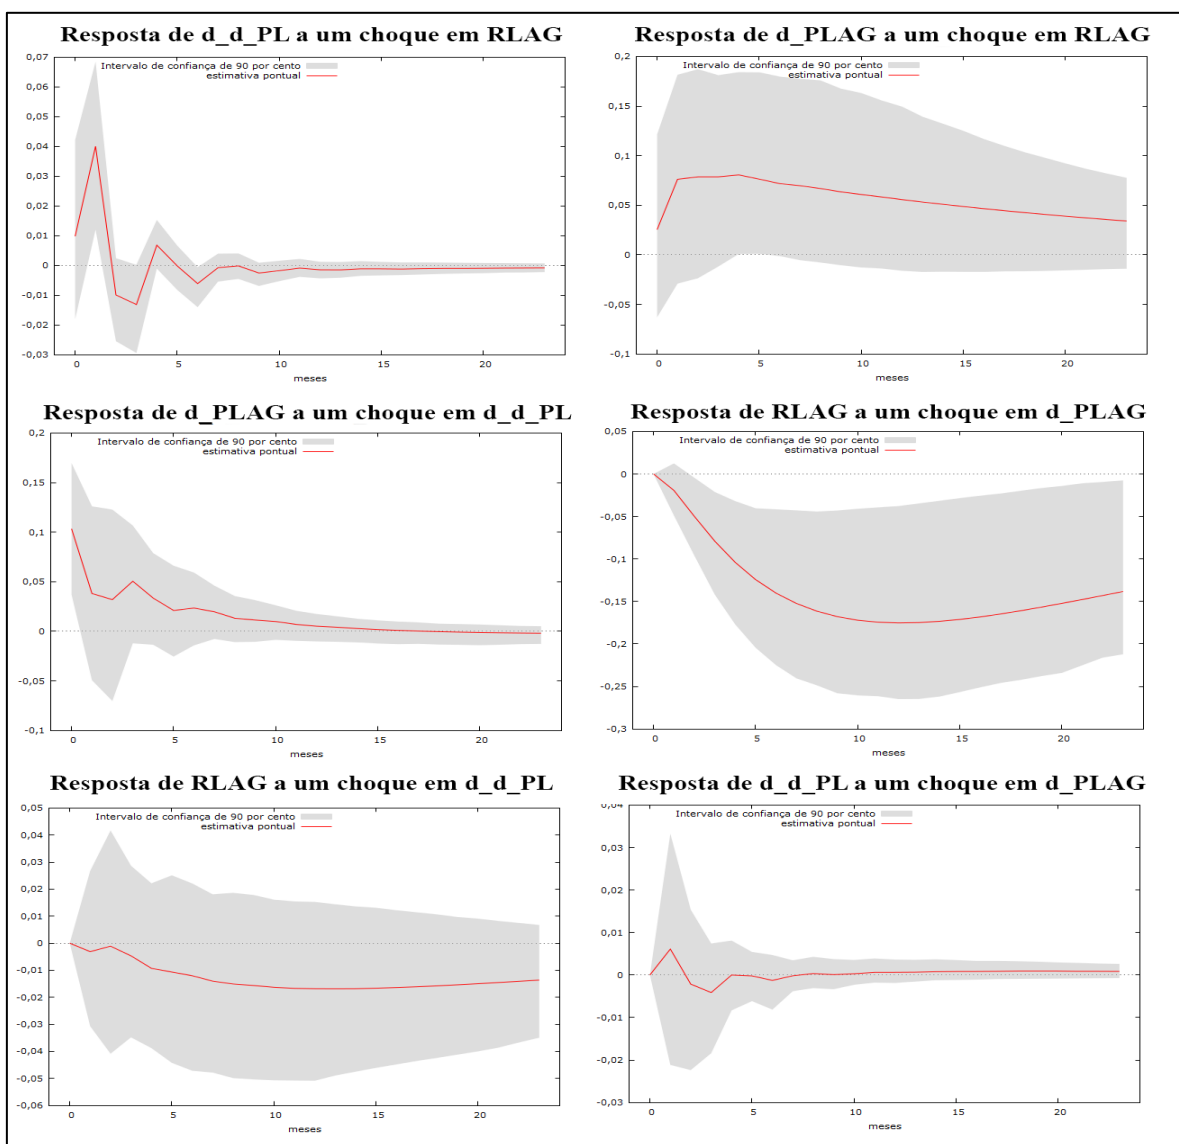 Resposta de d_d_PL a um choque em RLAG
Intervalo de confiança de 90 por cento
estimativa pontual
0,07
0,06
0,05
0,04
0,03
0,02
0,01
0
-0,01
-0,02
-0,03
0 5 10 15 20
meses
Resposta de d_PLAG a um choque em RLAG
Intervalo de confiança de 90 por cento
estimativa pontual
0,2
0,15
0,1
0,05
0
-0,05
-0,1
0 5 10 15 20
meses
Resposta de d_PLAG a um choque em d_d_PL
Intervalo de confiança de 90 por cento
estimativa pontual
0,2
0,15
0,1
0,05
0
-0,05
-0,1
0 5 10 15 20
meses
Resposta de RLAG a um choque em d_PLAG
Intervalo de confiança de 90 por cento
estimativa pontual
0,05
0
-0,05
-0,1
-0,15
-0,2
-0,25
-0,3
0 5 10 15 20
meses
Resposta de RLAG a um choque em d_d_PL
Intervalo de confiança de 90 por cento
estimativa pontual
0,05
0,04
0,03
0,02
0,01
0
-0,01
-0,02
-0,03
-0,04
-0,05
-0,06
0 5 10 15 20
meses
Resposta de d_d_PL a um choque em d_PLAG
Intervalo de confiança de 90 por cento
estimativa pontual
0,04
0,03
0,02
0,01
0
-0,01
-0,02
-0,03
0 5 10 15 20
meses